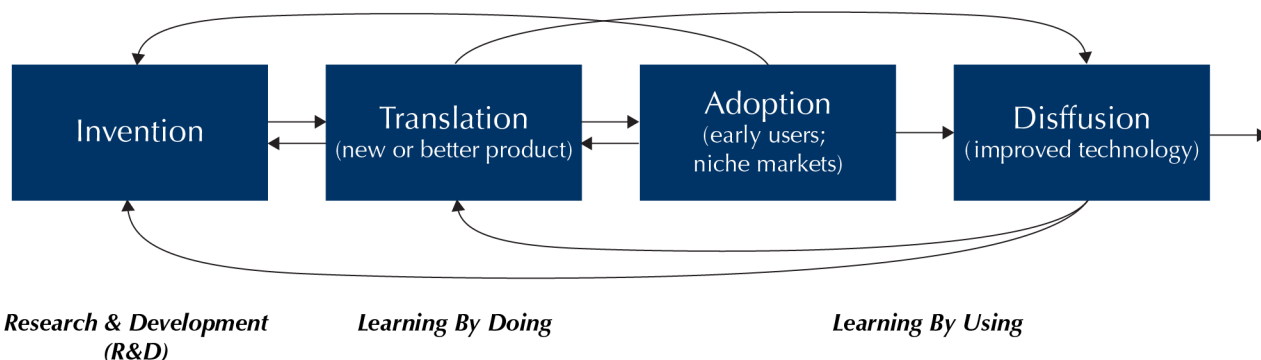 Invention
Translation
(new or better product)
Adoption
(early users;
niche markets)
Disffusion
(improved technology)
Research & Development
(R&D)
Learning By Doing
Learning By Using